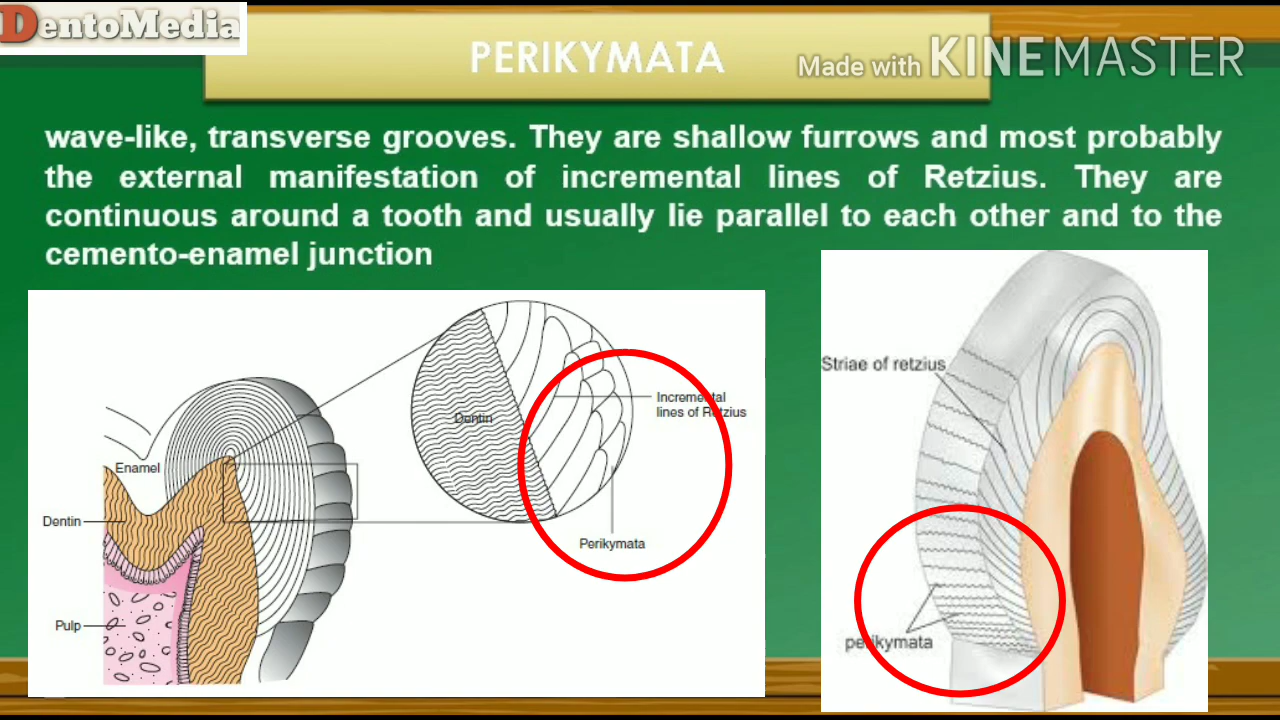 DentoMedia
PERIKYMATA
Made with KINEMASTER
wave-like, transverse grooves. They are shallow furrows and most probably
the external manifestation of incremental lines of Retzius. They are
continuous around a tooth and usually lie parallel to each other and to the
cemento-enamel junction
Dentin
Incremental
lines of Retzius
Enamel
Dentin
Perikymata
Pulp
Striae of retzius
perikymata